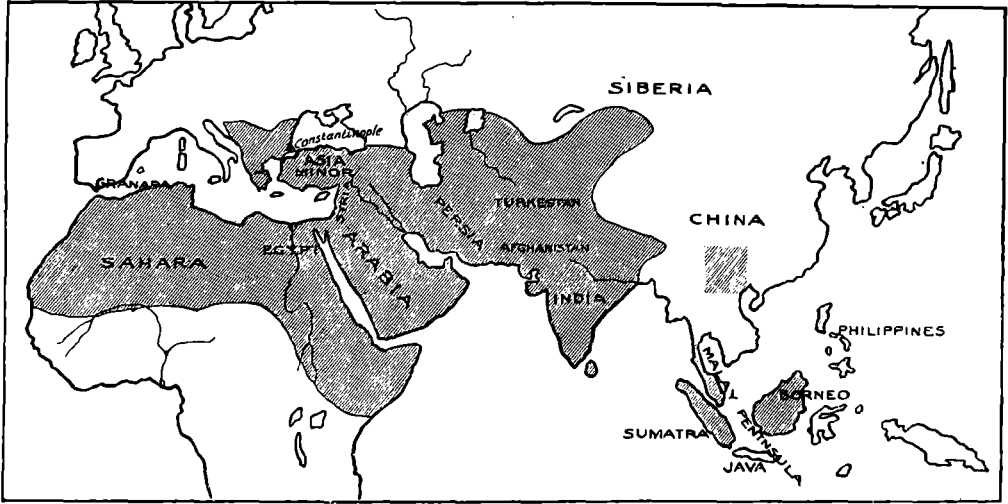 SIBERIA
Constantinople
ASIA
MINOR
GRANADA
SYRIA
PERSIA
TURKESTAN
CHINA
EGYPT
ARABIA
AFGHANISTAN
SAHARA
INDIA
PHILIPPINES
MALAY
PENINSULA
BORNEO
SUMATRA
JAVA